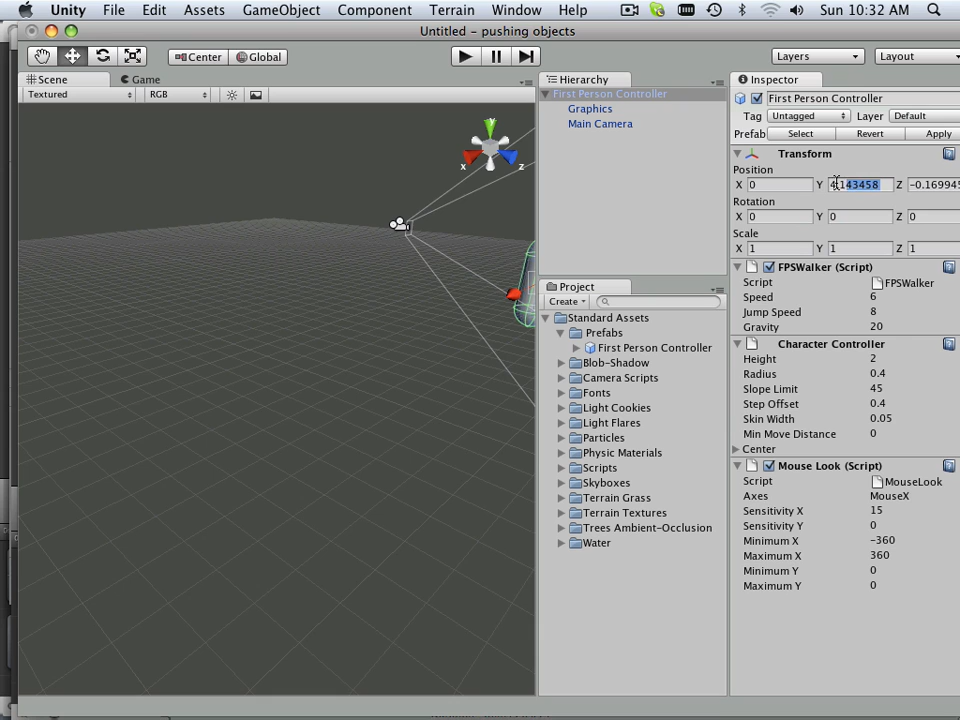 Unity File Edit Assets GameObject Component Terrain Window Help Sun 10:32 AM
Untitled - pushing objects
Center Global Layers Layout
Scene Game Hierarchy Inspector
Textured RGB
First Person Controller
Graphics
Main Camera
y
x z
Project
Create
Standard Assets
Prefabs
First Person Controller
Blob-Shadow
Camera Scripts
Fonts
Light Cookies
Light Flares
Particles
Physic Materials
Scripts
Skyboxes
Terrain Grass
Terrain Textures
Trees Ambient-Occlusion
Water
First Person Controller
Tag Untagged Layer Default
Prefab Select Revert Apply
Transform
Position
X 0 Y 4.143458 Z -0.169945
Rotation
X 0 Y 0 Z 0
Scale
X 1 Y 1 Z 1
FPSWalker (Script)
Script FPSWalker
Speed 6
Jump Speed 8
Gravity 20
Character Controller
Height 2
Radius 0.4
Slope Limit 45
Step Offset 0.4
Skin Width 0.05
Min Move Distance 0
Center
Mouse Look (Script)
Script MouseLook
Axes MouseX
Sensitivity X 15
Sensitivity Y 0
Minimum X -360
Maximum X 360
Minimum Y 0
Maximum Y 0